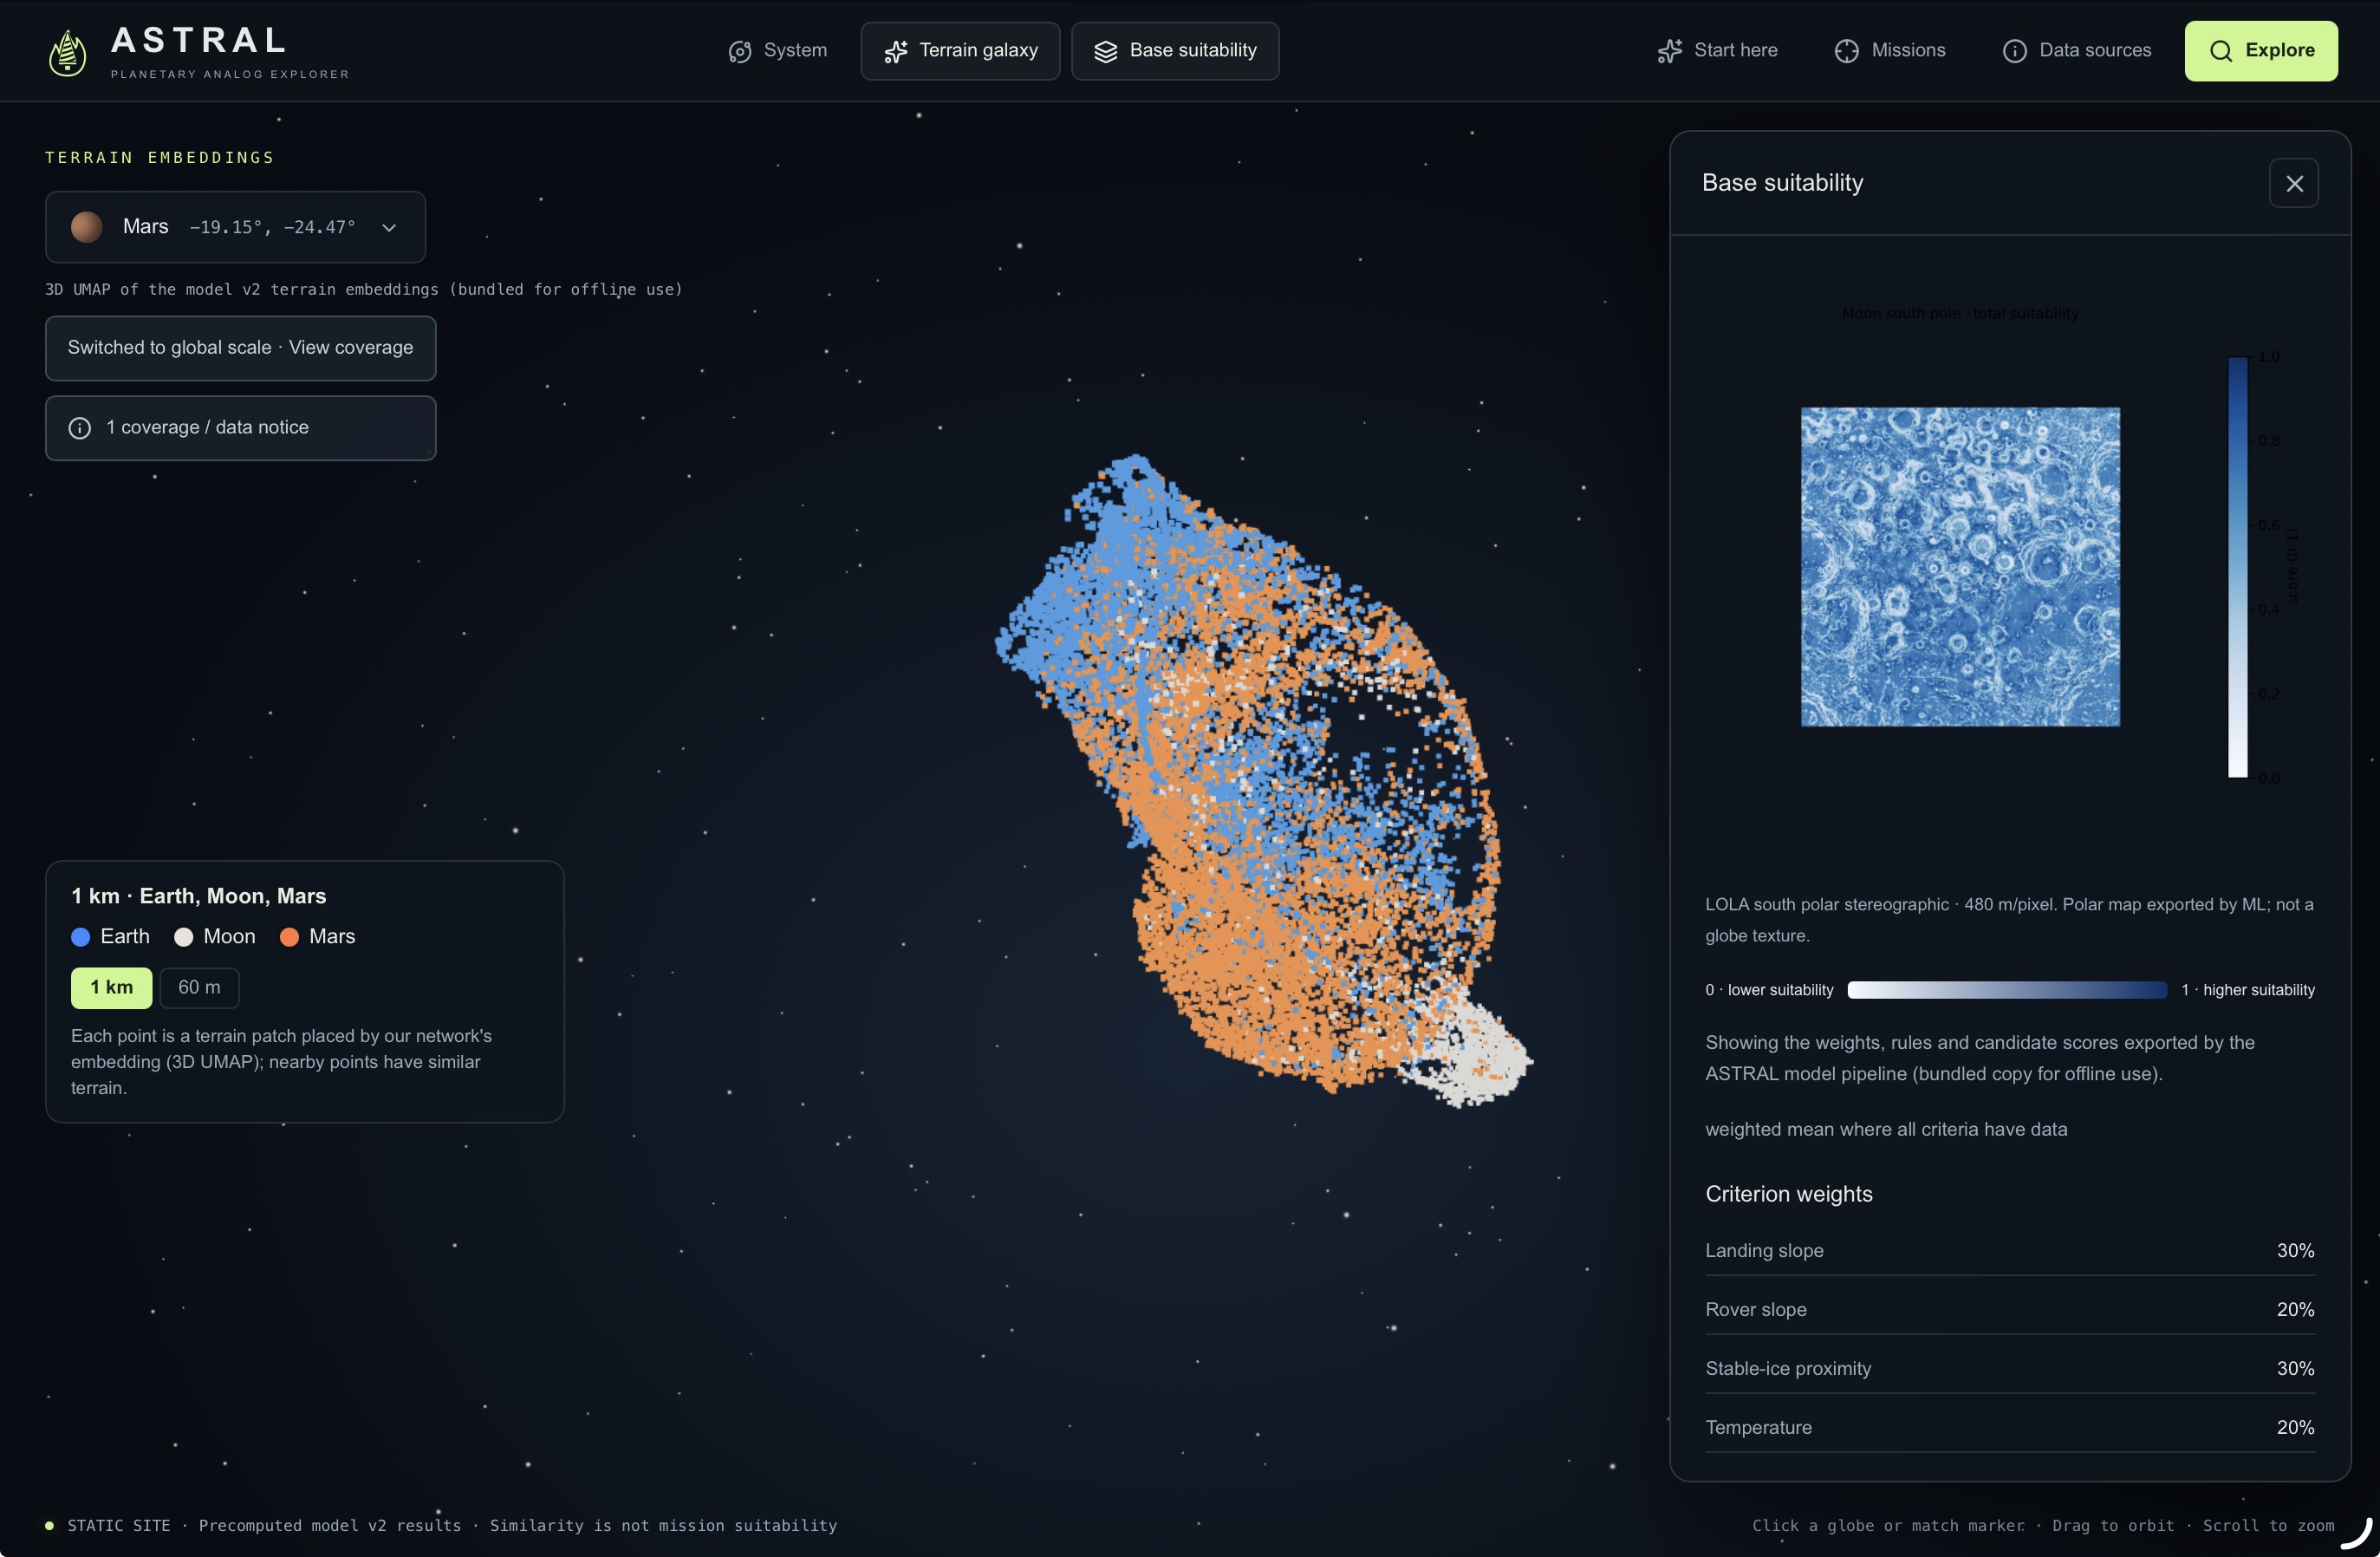 ASTRAL
PLANETARY ANALOG EXPLORER
System
Terrain galaxy
Base suitability
Start here
Missions
Data sources
Explore
TERRAIN EMBEDDINGS
Mars −19.15°, −24.47°
3D UMAP of the model v2 terrain embeddings (bundled for offline use)
Switched to global scale · View coverage
1 coverage / data notice
1 km · Earth, Moon, Mars
Earth Moon Mars
1 km 60 m
Each point is a terrain patch placed by our network's
embedding (3D UMAP); nearby points have similar
terrain.
Base suitability
Moon south pole · total suitability
1.0
0.8
0.6
0.4
0.2
0.0
score (0-1)
LOLA south polar stereographic · 480 m/pixel. Polar map exported by ML; not a
globe texture.
0 · lower suitability 1 · higher suitability
Showing the weights, rules and candidate scores exported by the
ASTRAL model pipeline (bundled copy for offline use).
weighted mean where all criteria have data
Criterion weights
Landing slope 30%
Rover slope 20%
Stable-ice proximity 30%
Temperature 20%
STATIC SITE · Precomputed model v2 results · Similarity is not mission suitability
Click a globe or match marker · Drag to orbit · Scroll to zoom